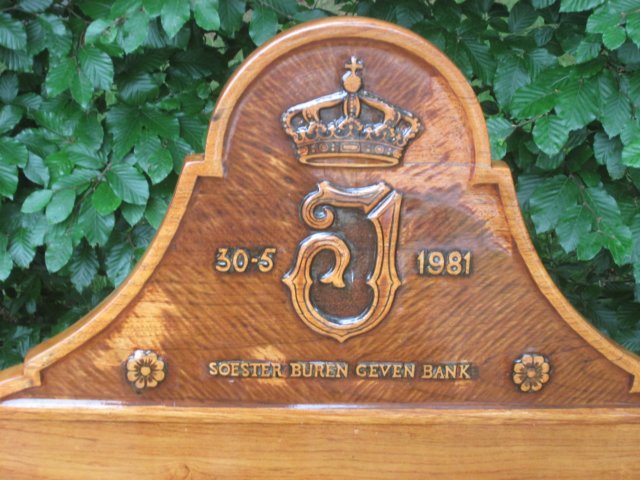 J
30-5 1981
SOESTER BUREN GEVEN BANK